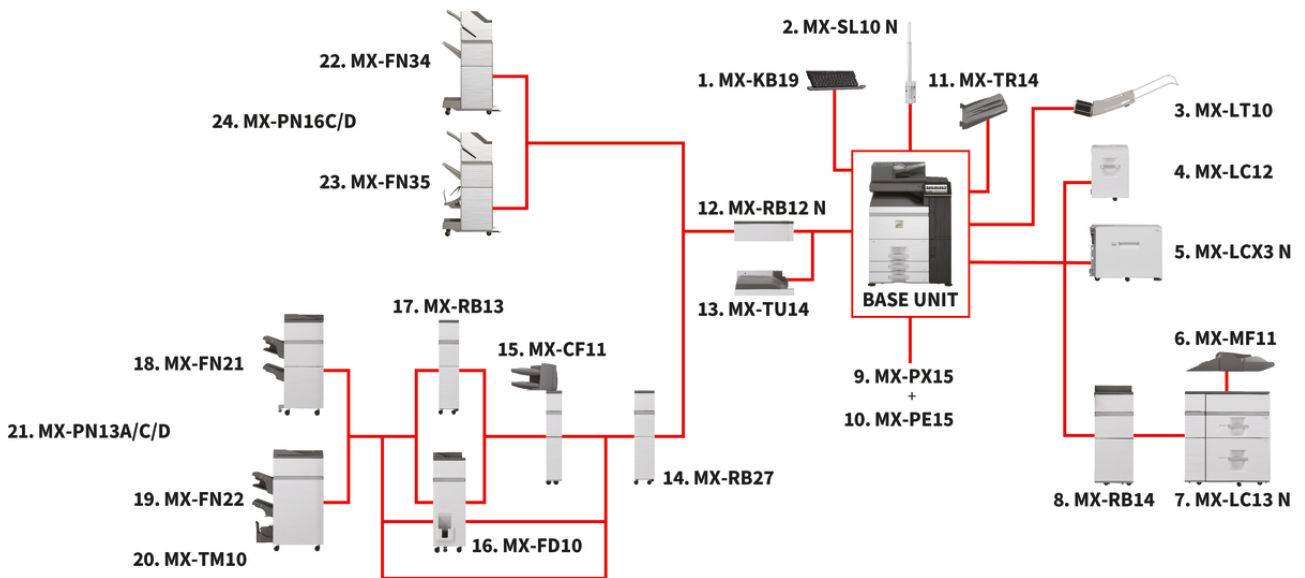 2. MX-SL10 N
22. MX-FN34
1. MX-KB19
11. MX-TR14
3. MX-LT10
24. MX-PN16C/D
4. MX-LC12
23. MX-FN35
12. MX-RB12 N
5. MX-LCX3 N
BASE UNIT
17. MX-RB13
13. MX-TU14
6. MX-MF11
15. MX-CF11
18. MX-FN21
9. MX-PX15
+
10. MX-PE15
21. MX-PN13A/C/D
14. MX-RB27
19. MX-FN22
8. MX-RB14
7. MX-LC13 N
16. MX-FD10
20. MX-TM10